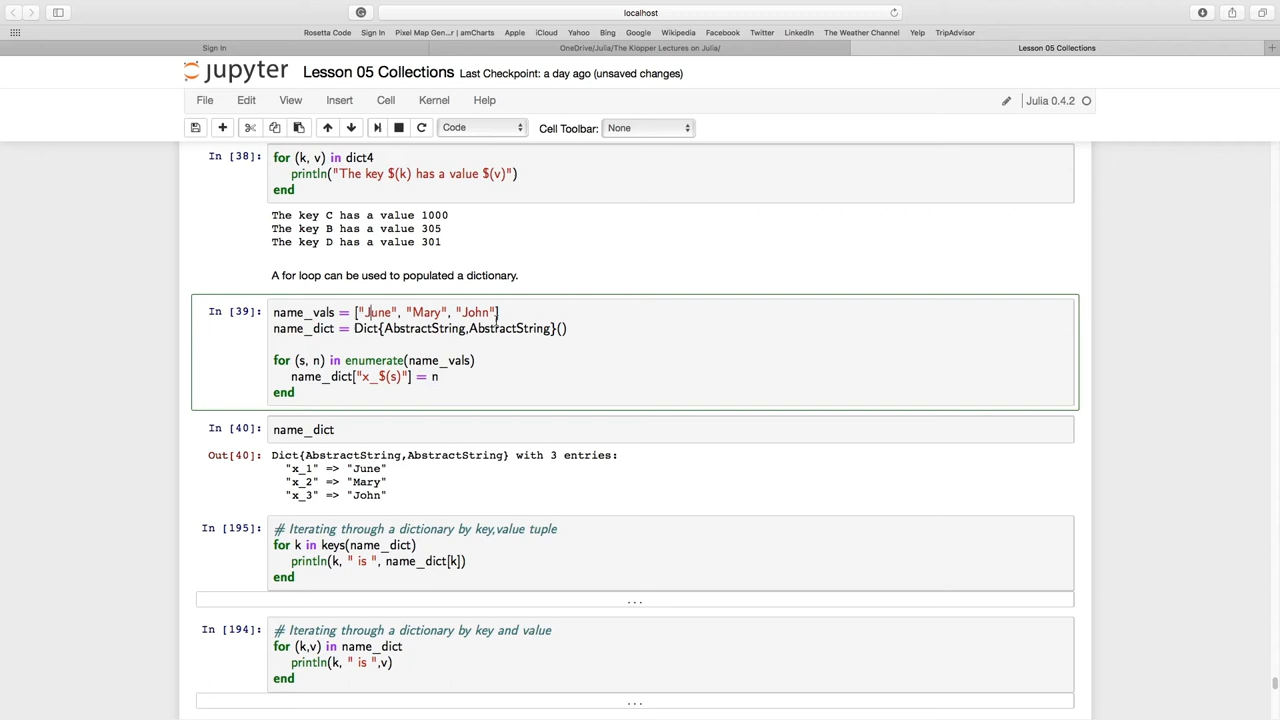 localhost
Rosetta Code Sign In Pixel Map Gen...r | amCharts Apple iCloud Yahoo Bing Google Wikipedia Facebook Twitter LinkedIn The Weather Channel Yelp TripAdvisor
Sign In OneDrive/Julia/The Klopper Lectures on Julia/ Lesson 05 Collections +
jupyter Lesson 05 Collections Last Checkpoint: a day ago (unsaved changes)
File Edit View Insert Cell Kernel Help Julia 0.4.2
Code Cell Toolbar: None
In [38]: for (k, v) in dict4
println("The key $(k) has a value $(v)")
end
The key C has a value 1000
The key B has a value 305
The key D has a value 301
A for loop can be used to populated a dictionary.
In [39]: name_vals = ["June", "Mary", "John"]
name_dict = Dict{AbstractString,AbstractString}()
for (s, n) in enumerate(name_vals)
name_dict["x_$(s)"] = n
end
In [40]: name_dict
Out[40]: Dict{AbstractString,AbstractString} with 3 entries:
"x_1" => "June"
"x_2" => "Mary"
"x_3" => "John"
In [195]: # Iterating through a dictionary by key,value tuple
for k in keys(name_dict)
println(k, " is ", name_dict[k])
end
...
In [194]: # Iterating through a dictionary by key and value
for (k,v) in name_dict
println(k, " is ",v)
end
...